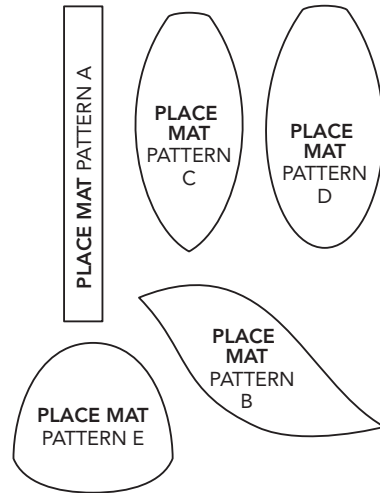 PLACE MAT PATTERN A
PLACE
MAT
PATTERN
C
PLACE
MAT
PATTERN
D
PLACE
MAT
PATTERN
B
PLACE MAT
PATTERN E